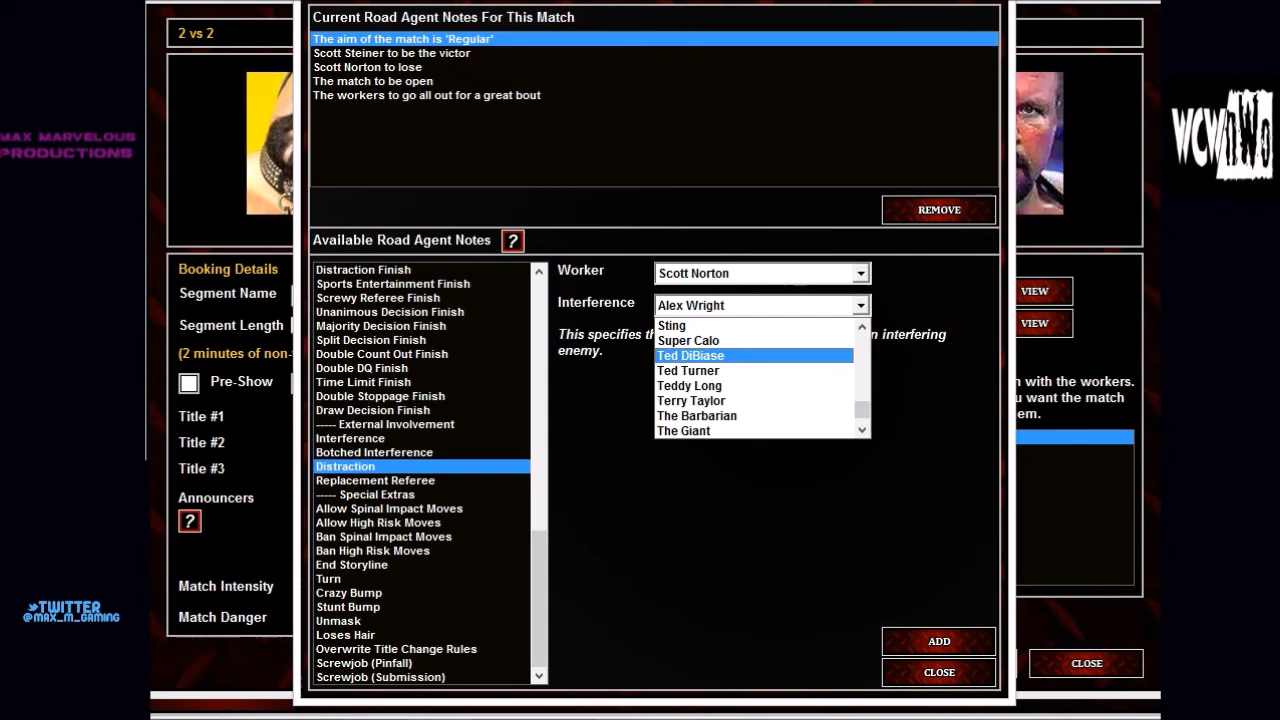 Current Road Agent Notes For This Match
2 vs 2
The aim of the match is 'Regular'
Scott Steiner to be the victor
Scott Norton to lose
The match to be open
The workers to go all out for a great bout
MAX MARVELOUS
PRODUCTIONS
WCW
nWo
REMOVE
Available Road Agent Notes
?
Distraction Finish
Sports Entertainment Finish
Screwy Referee Finish
Unanimous Decision Finish
Majority Decision Finish
Split Decision Finish
Double Count Out Finish
Double DQ Finish
Time Limit Finish
Double Stoppage Finish
Draw Decision Finish
----- External Involvement
Interference
Botched Interference
Distraction
Replacement Referee
----- Special Extras
Allow Spinal Impact Moves
Allow High Risk Moves
Ban Spinal Impact Moves
Ban High Risk Moves
End Storyline
Turn
Crazy Bump
Stunt Bump
Unmask
Loses Hair
Overwrite Title Change Rules
Screwjob (Pinfall)
Screwjob (Submission)
Worker
Scott Norton
Interference
Alex Wright
This specifies th
n interfering
enemy.
Sting
Super Calo
Ted DiBiase
Ted Turner
Teddy Long
Terry Taylor
The Barbarian
The Giant
ADD
CLOSE
Booking Details
Segment Name
Segment Length
(2 minutes of non-
Pre-Show
Title #1
Title #2
Title #3
Announcers
?
Match Intensity
Match Danger
VIEW
VIEW
n with the workers.
u want the match
em.
CLOSE
TWITTER
@MAX_M_GAMING